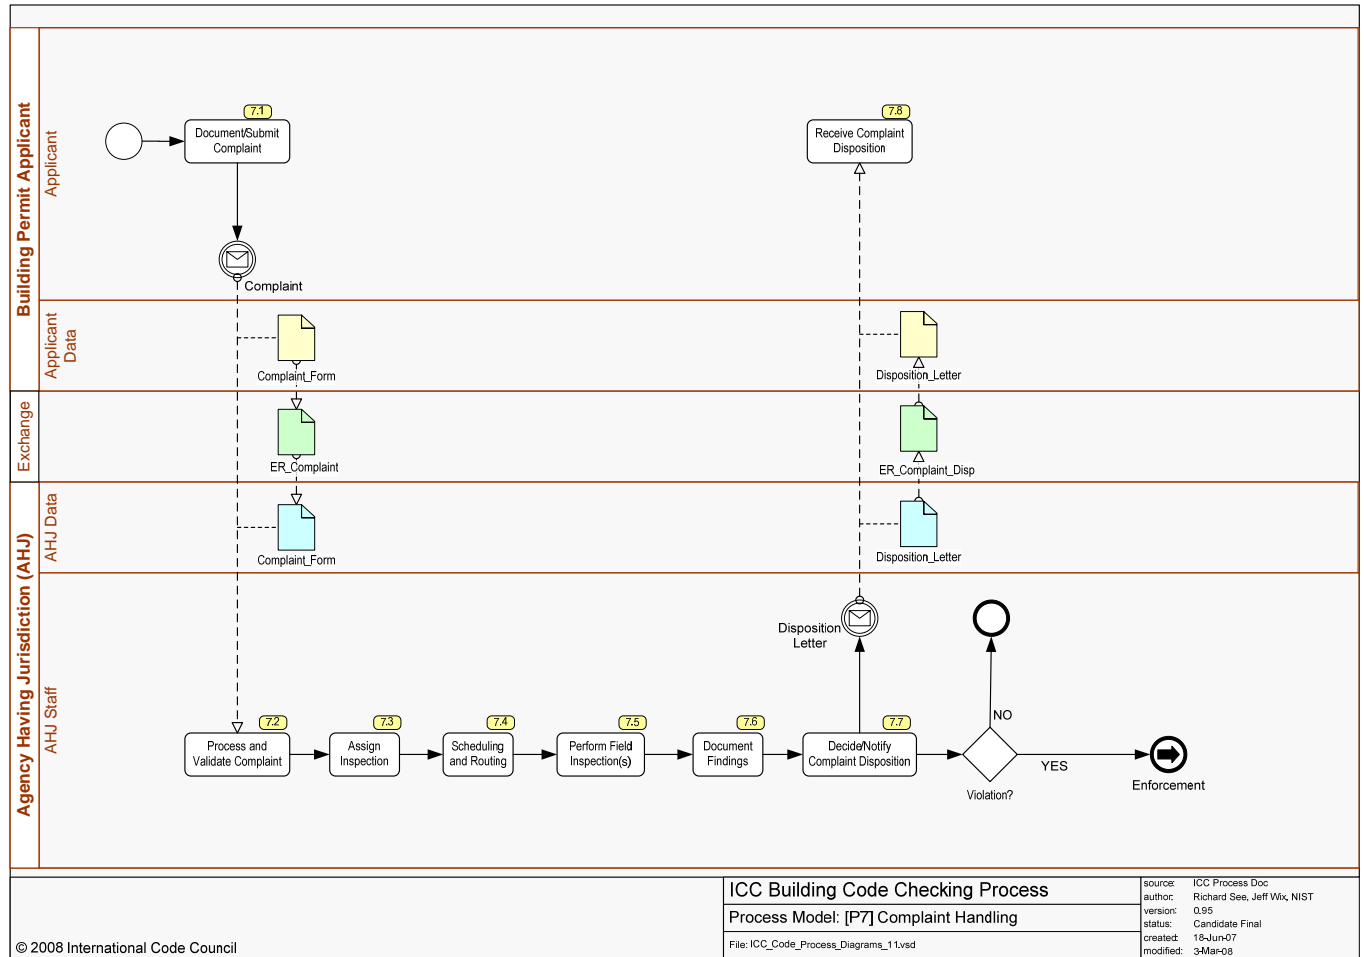 Building Permit Applicant
Applicant
7.1
Document/Submit
Complaint
Complaint
7.8
Receive Complaint
Disposition
Applicant
Data
Complaint_Form
Disposition_Letter
Exchange
ER_Complaint
ER_Complaint_Disp
Agency Having Jurisdiction (AHJ)
AHJ Data
Complaint_Form
Disposition_Letter
AHJ Staff
Disposition
Letter
7.2
Process and
Validate Complaint
7.3
Assign
Inspection
7.4
Scheduling
and Routing
7.5
Perform Field
Inspection(s)
7.6
Document
Findings
7.7
Decide/Notify
Complaint Disposition
NO
YES
Violation?
Enforcement
© 2008 International Code Council
ICC Building Code Checking Process
Process Model: [P7] Complaint Handling
File: ICC_Code_Process_Diagrams_11.vsd
source: ICC Process Doc
author: Richard See, Jeff Wix, NIST
version: 0.95
status: Candidate Final
created: 18-Jun-07
modified: 3-Mar-08